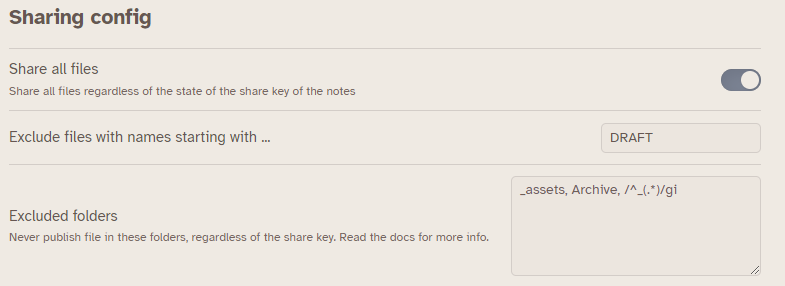 Sharing config
Share all files
Share all files regardless of the state of the share key of the notes
Exclude files with names starting with ...
DRAFT
Excluded folders
Never publish file in these folders, regardless of the share key. Read the docs for more info.
_assets, Archive, /^_(.*)/gi